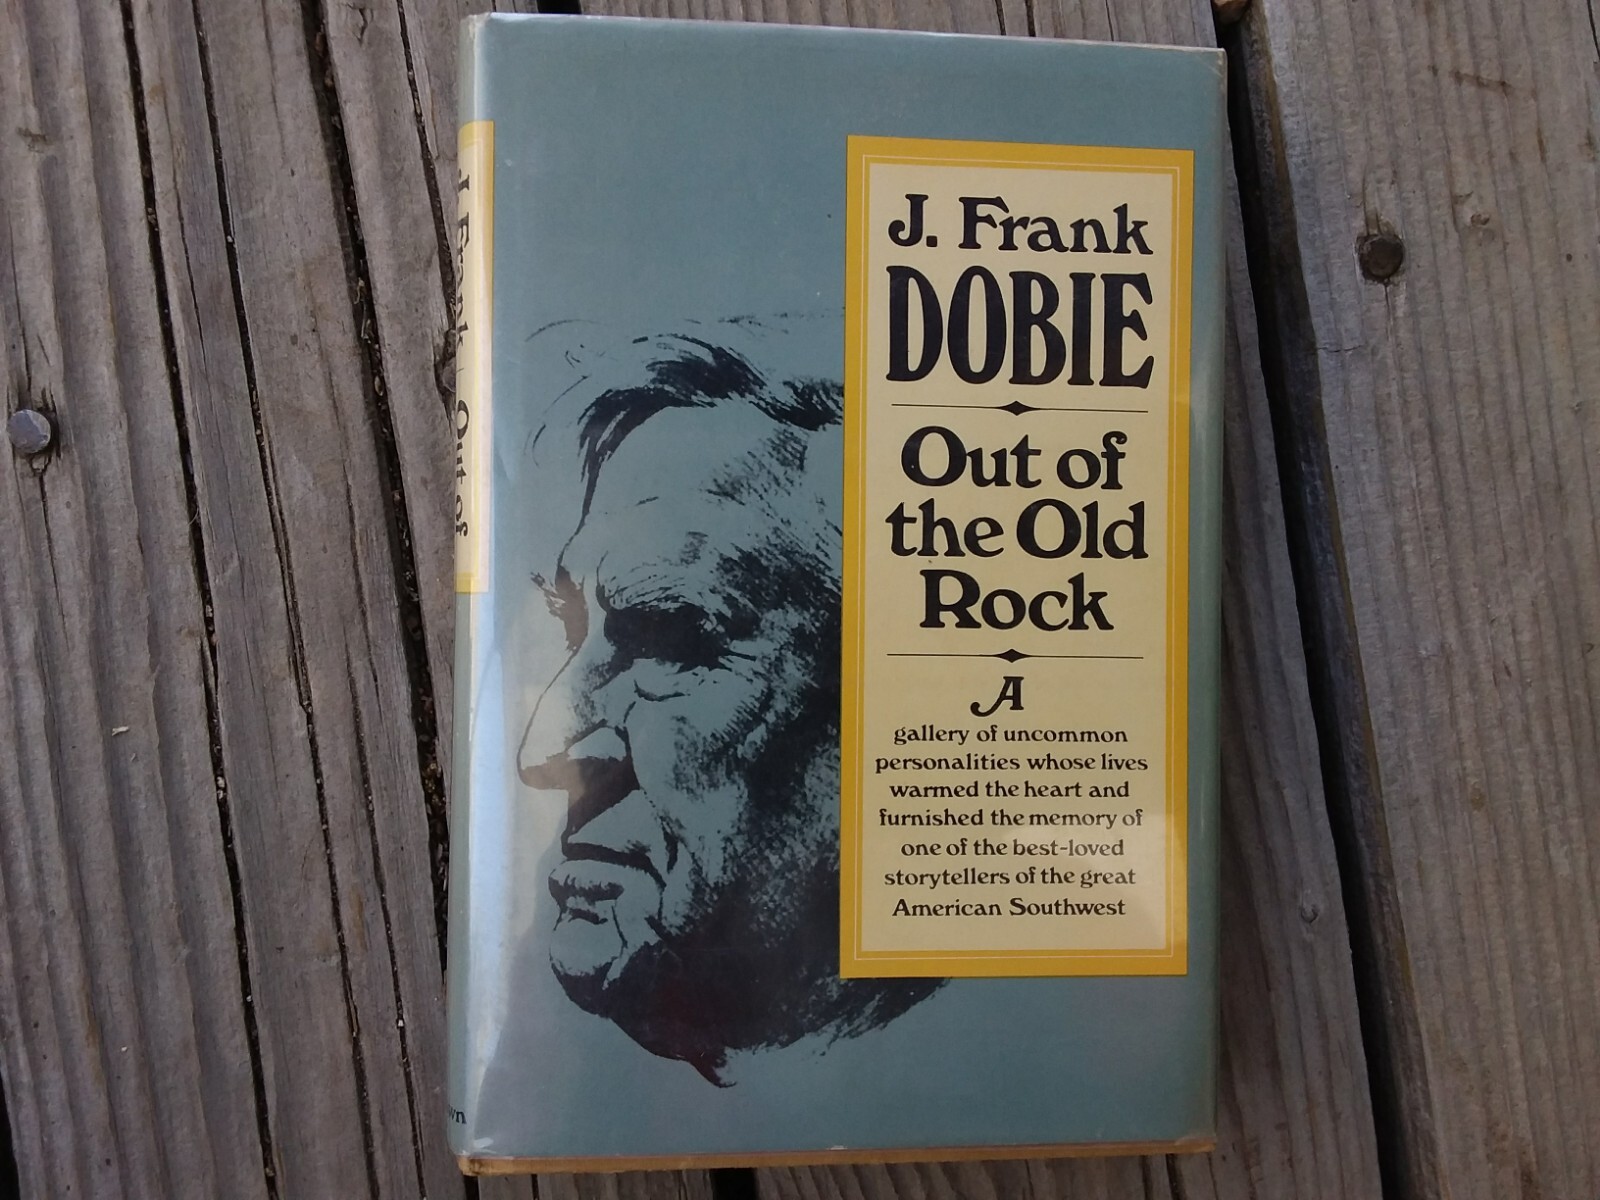 J. Frank
DOBIE
Out of
the Old
Rock
A
gallery of uncommon
personalities whose lives
warmed the heart and
furnished the memory of
one of the best-loved
storytellers of the great
American Southwest
J. Frank
Out of